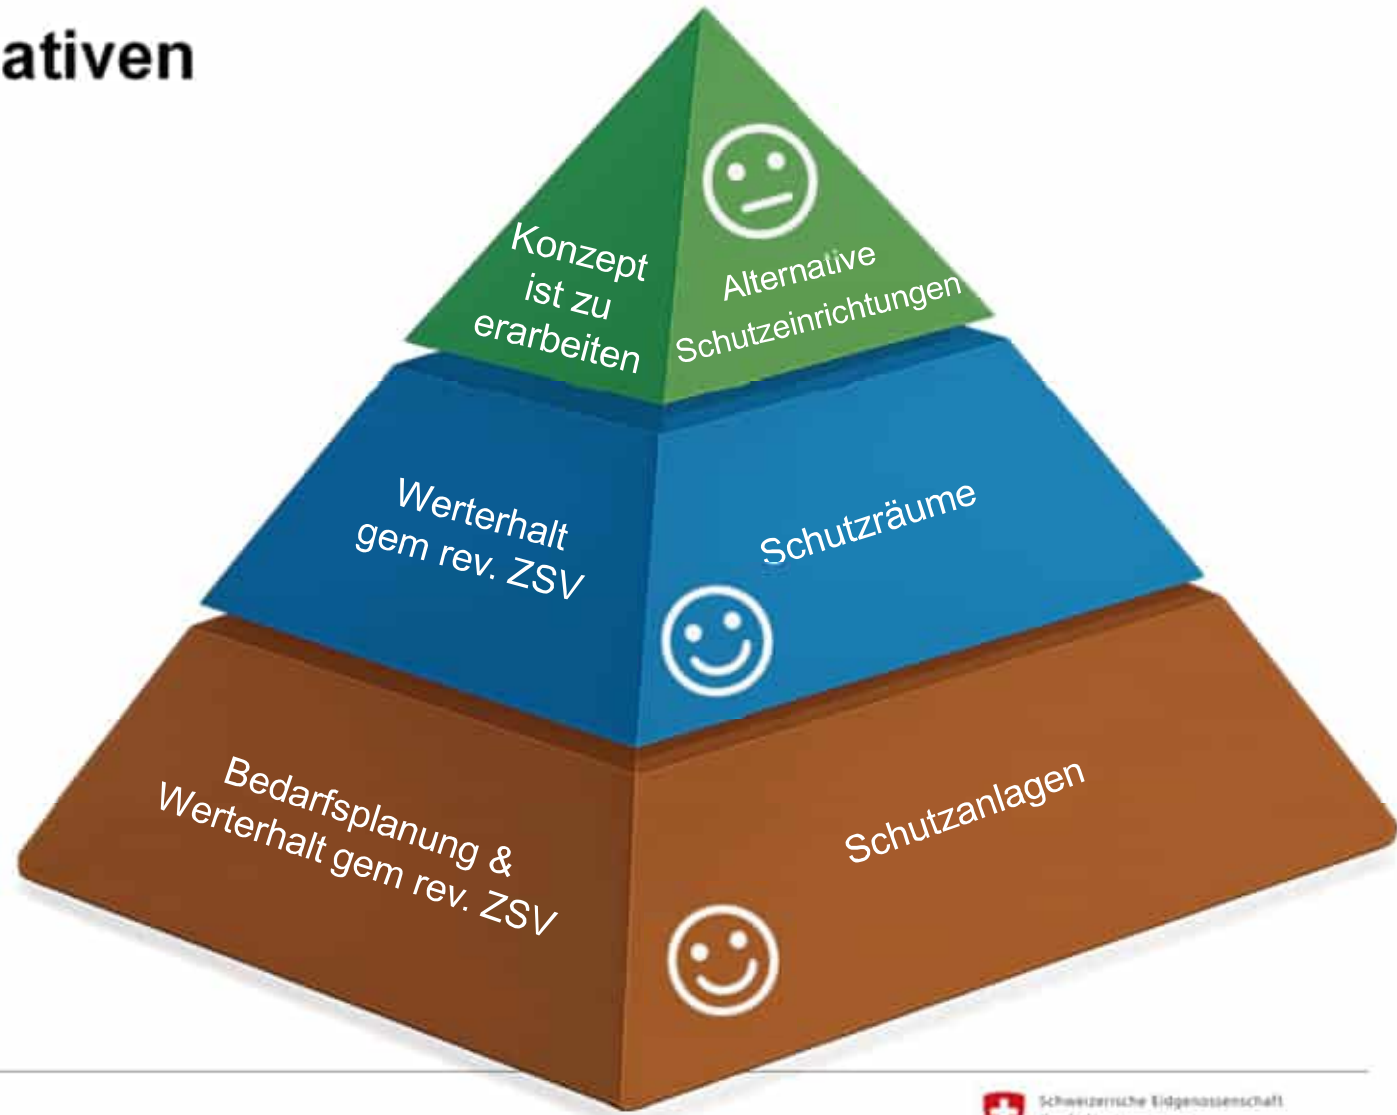 ativen
Konzept
ist zu
erarbeiten
Alternative
Schutzeinrichtungen
Werterhalt
gem rev. ZSV
Schutzräume
Bedarfsplanung &
Werterhalt gem rev. ZSV
Schutzanlagen
Schweizerische Eidgenossenschaft